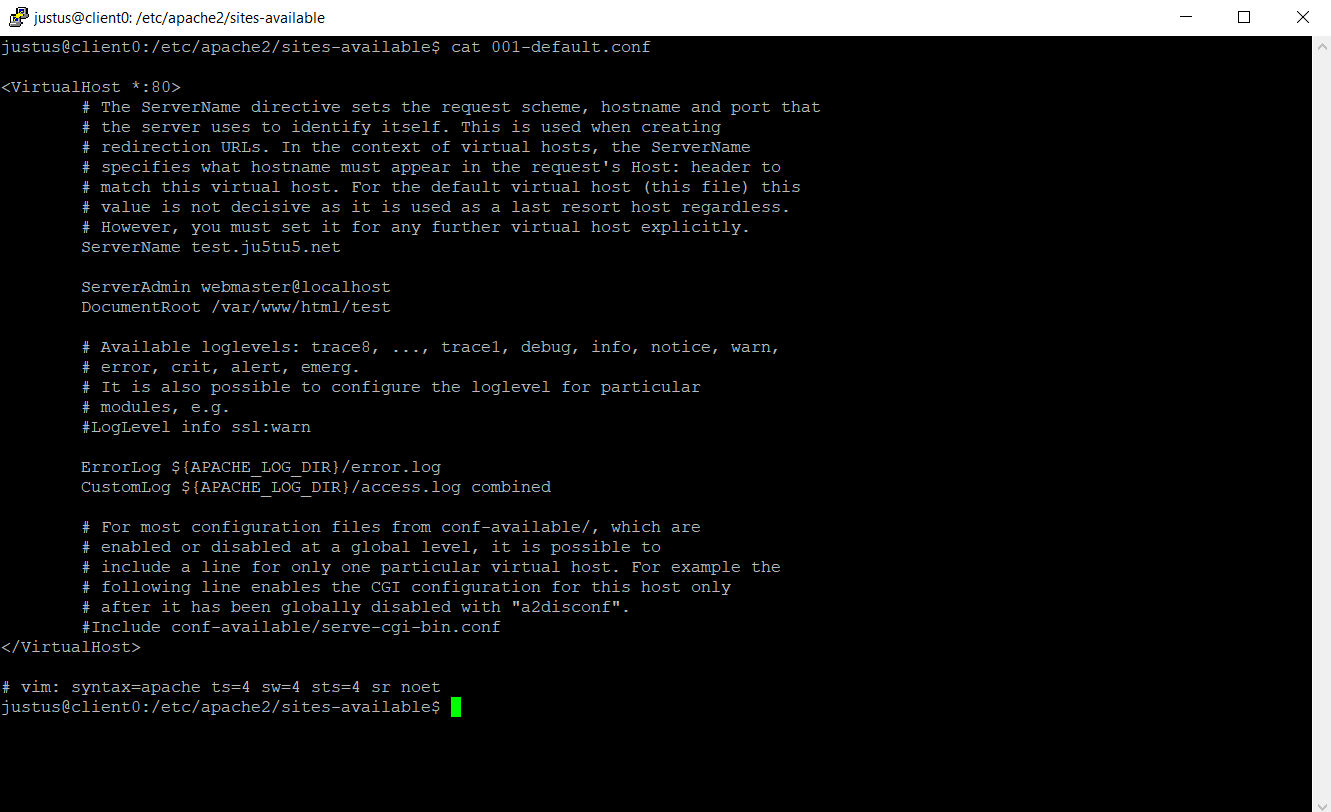 justus@client0: /etc/apache2/sites-available
justus@client0:/etc/apache2/sites-available$ cat 001-default.conf
<VirtualHost *:80>
# The ServerName directive sets the request scheme, hostname and port that
# the server uses to identify itself. This is used when creating
# redirection URLs. In the context of virtual hosts, the ServerName
# specifies what hostname must appear in the request's Host: header to
# match this virtual host. For the default virtual host (this file) this
# value is not decisive as it is used as a last resort host regardless.
# However, you must set it for any further virtual host explicitly.
ServerName test.ju5tu5.net
ServerAdmin webmaster@localhost
DocumentRoot /var/www/html/test
# Available loglevels: trace8, ..., trace1, debug, info, notice, warn,
# error, crit, alert, emerg.
# It is also possible to configure the loglevel for particular
# modules, e.g.
#LogLevel info ssl:warn
ErrorLog ${APACHE_LOG_DIR}/error.log
CustomLog ${APACHE_LOG_DIR}/access.log combined
# For most configuration files from conf-available/, which are
# enabled or disabled at a global level, it is possible to
# include a line for only one particular virtual host. For example the
# following line enables the CGI configuration for this host only
# after it has been globally disabled with "a2disconf".
#Include conf-available/serve-cgi-bin.conf
</VirtualHost>
# vim: syntax=apache ts=4 sw=4 sts=4 sr noet
justus@client0:/etc/apache2/sites-available$